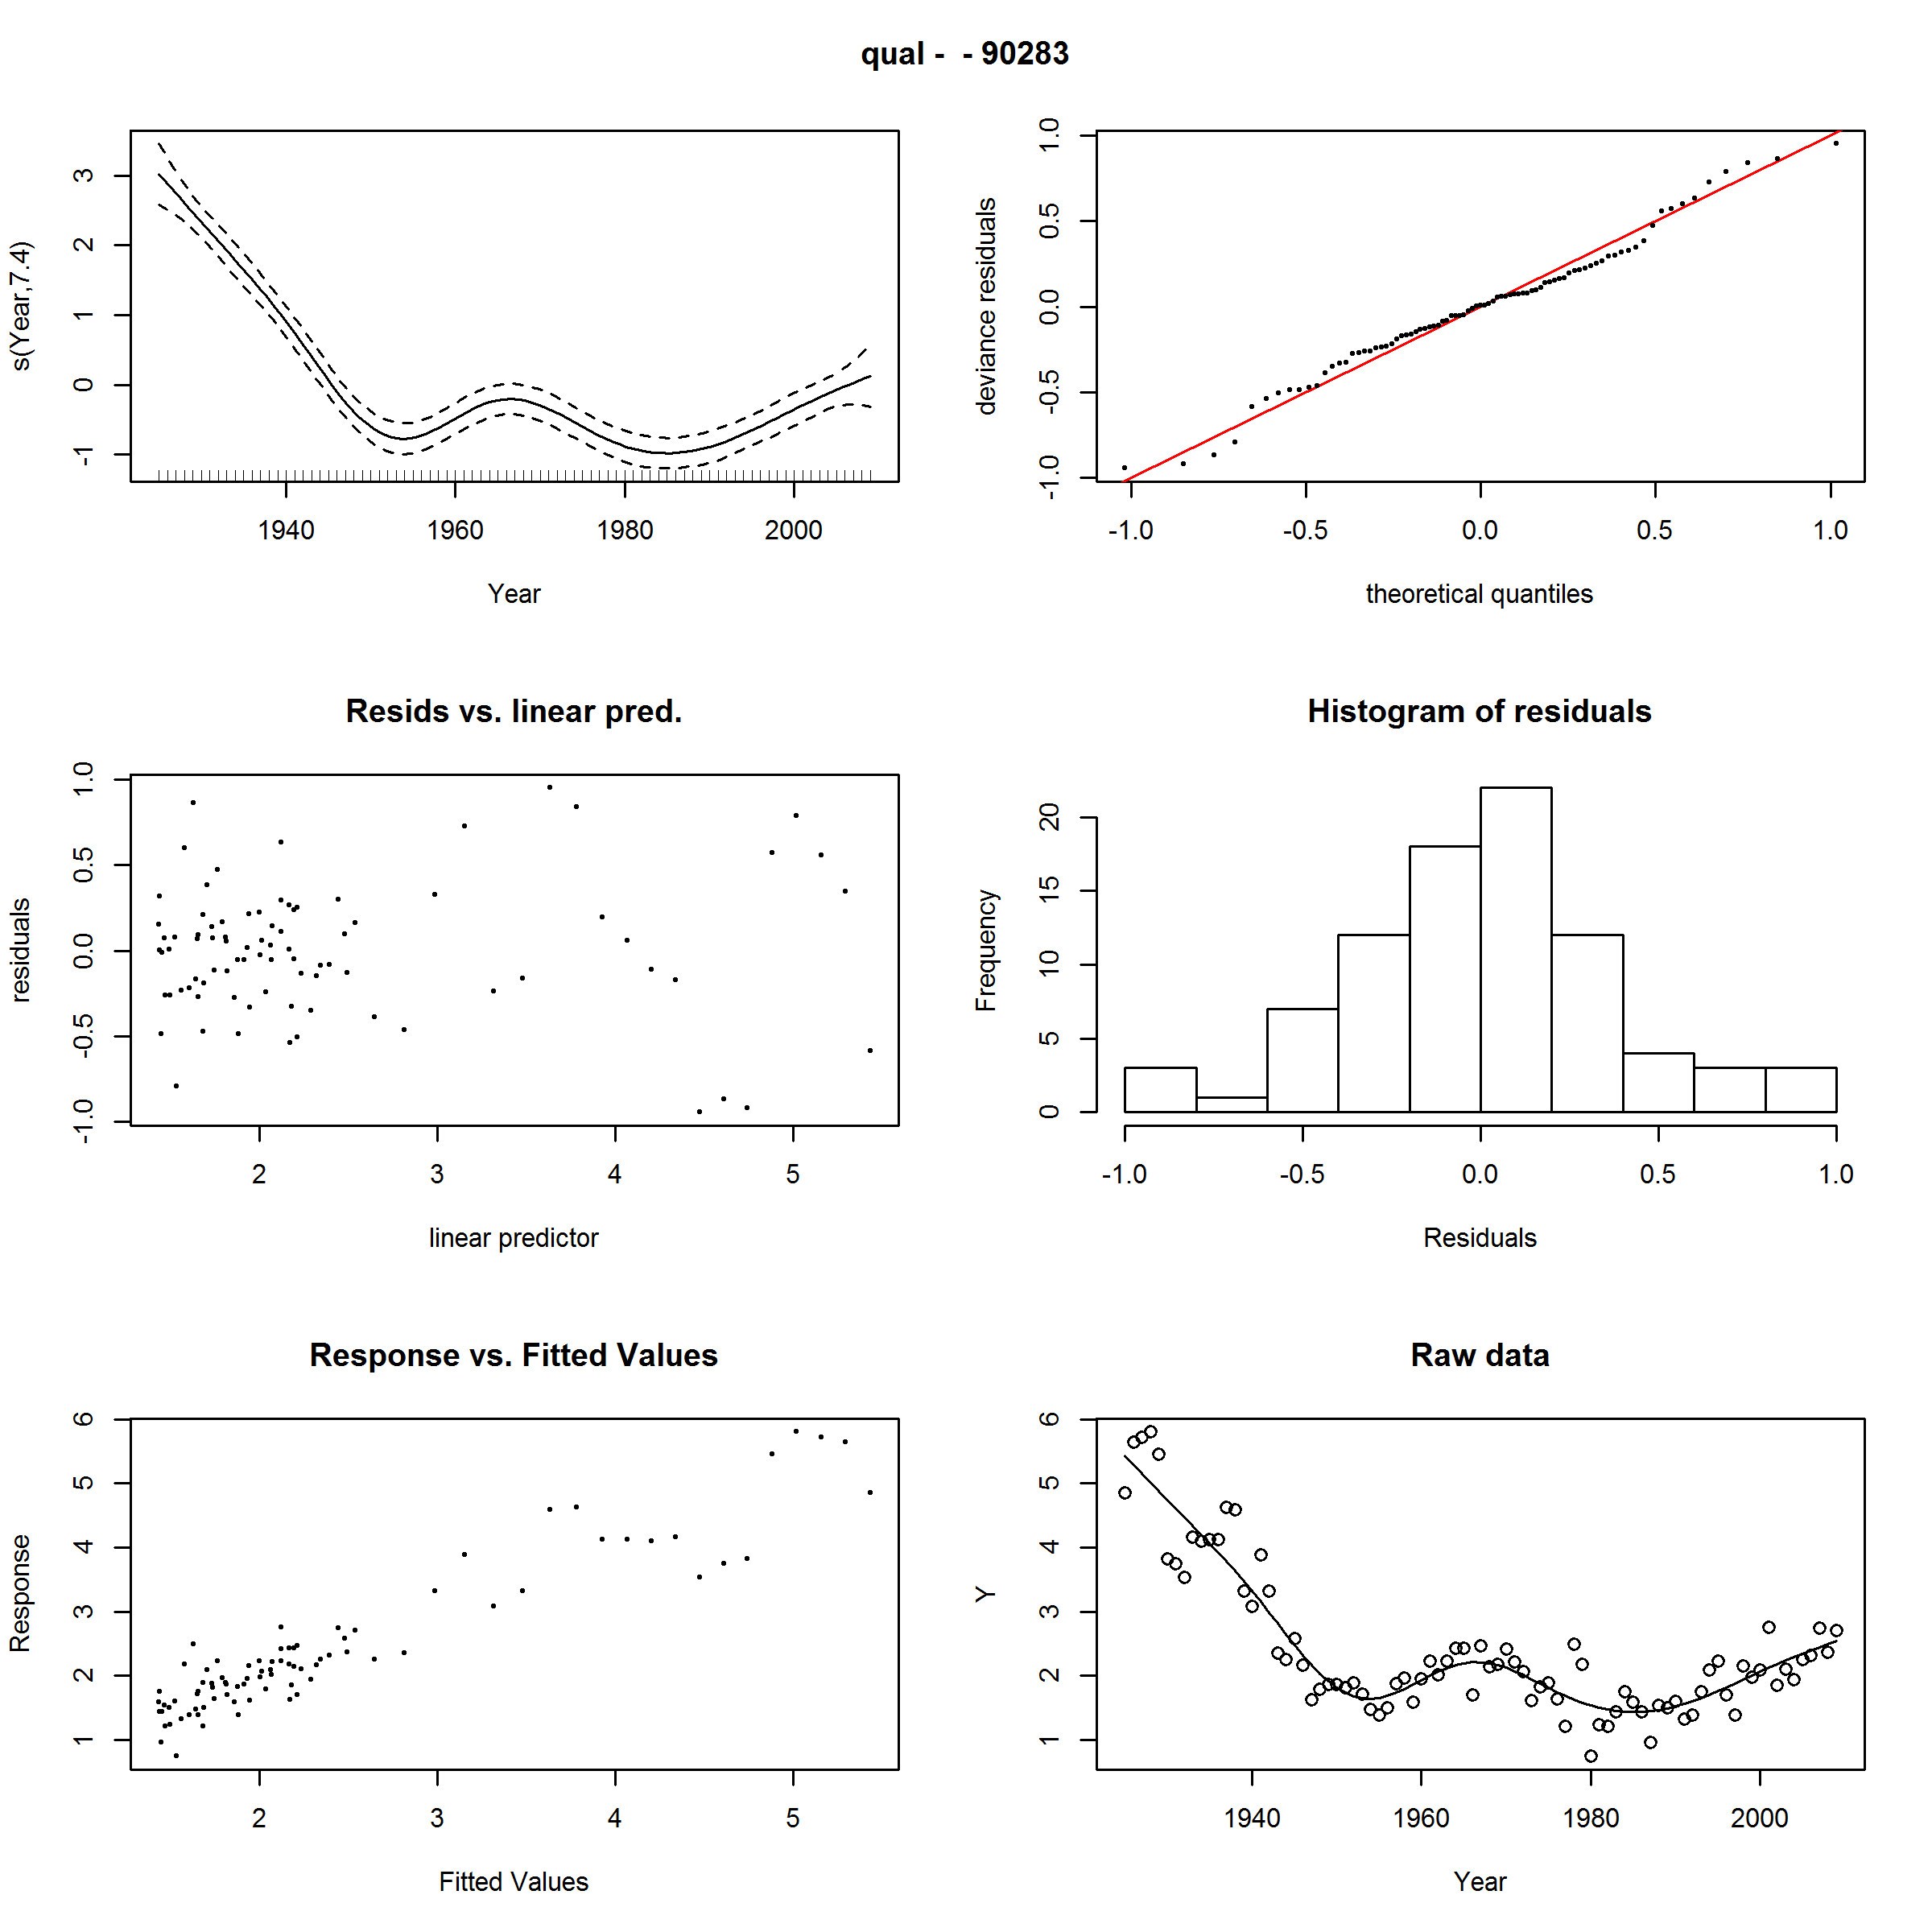 qual -  - 90283
s(Year,7.4)
3
2
1
0
-1
1940 1960 1980 2000
Year
deviance residuals
1.0
0.5
0.0
-0.5
-1.0
-1.0 -0.5 0.0 0.5 1.0
theoretical quantiles
Resids vs. linear pred.
residuals
1.0
0.5
0.0
-0.5
-1.0
2 3 4 5
linear predictor
Histogram of residuals
Frequency
20
15
10
5
0
-1.0 -0.5 0.0 0.5 1.0
Residuals
Response vs. Fitted Values
Response
6
5
4
3
2
1
2 3 4 5
Fitted Values
Raw data
Y
6
5
4
3
2
1
1940 1960 1980 2000
Year